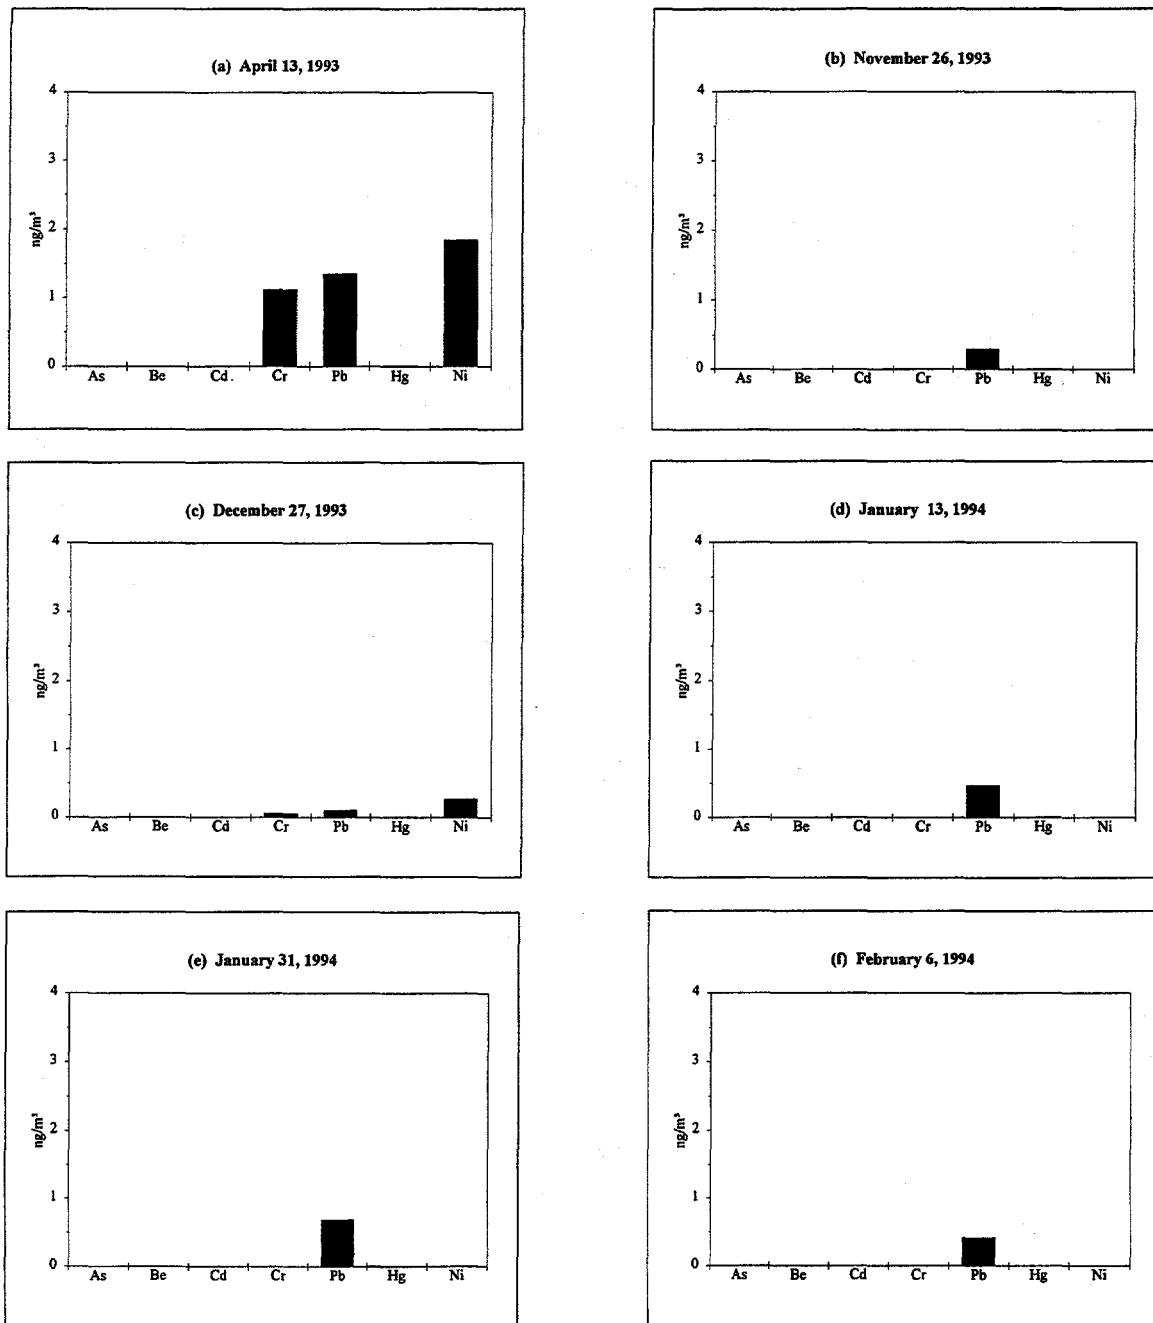 (a) April 13, 1993
4
3
2
1
0
ng/m³
As Be Cd. Cr Pb Hg Ni
(b) November 26, 1993
4
3
2
1
0
ng/m³
As Be Cd Cr Pb Hg Ni
(c) December 27, 1993
4
3
2
1
0
ng/m³
As Be Cd Cr Pb Hg Ni
(d) January 13, 1994
4
3
2
1
0
ng/m³
As Be Cd Cr Pb Hg Ni
(e) January 31, 1994
4
3
2
1
0
ng/m³
As Be Cd Cr Pb Hg Ni
(f) February 6, 1994
4
3
2
1
0
ng/m³
As Be Cd Cr Pb Hg Ni